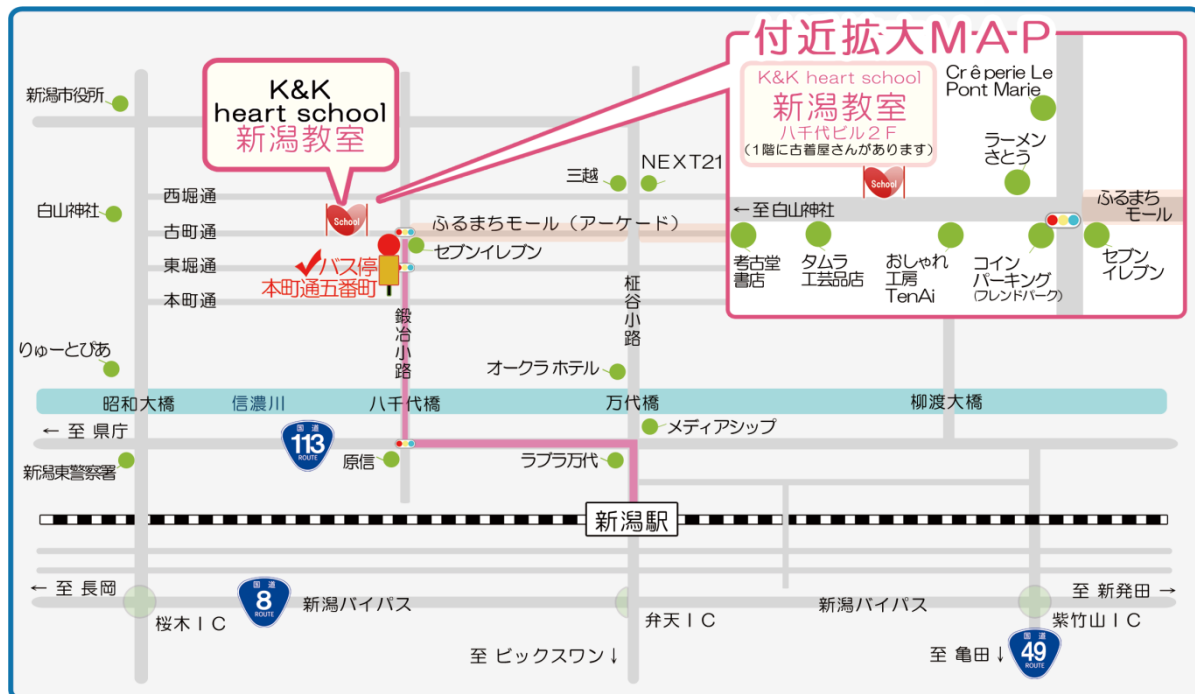 付近拡大M・A・P
K&K heart school
新潟教室
八千代ビル２F
(１階に古着屋さんがあります)
School
Cr ê perie Le
Pont Marie
ラーメン
さとう
ふるまち
モール
← 至 白山神社
考古堂
書店
タムラ
工芸品店
おしゃれ
工房
TenAi
コイン
パーキング
(フレンドパーク)
セブン
イレブン
K&K
heart school
新潟教室
新潟市役所
NEXT21
三越
西堀通
白山神社
School
古町通
ふるまちモール（アーケード）
セブンイレブン
東堀通
バス停
本町通五番町
本町通
鍛冶小路
柾谷小路
りゅーとぴあ
オークラ ホテル
昭和大橋
信濃川
八千代橋
万代橋
柳渡大橋
← 至 県庁
国道
113
ROUTE
メディアシップ
新潟東警察署
原信
ラブラ万代
新潟駅
← 至 長岡
国道
8
ROUTE
新潟バイパス
新潟バイパス
至 新発田 →
桜木ＩＣ
弁天ＩＣ
紫竹山ＩＣ
至 ビックスワン ↓
至 亀田 ↓
49
ROUTE